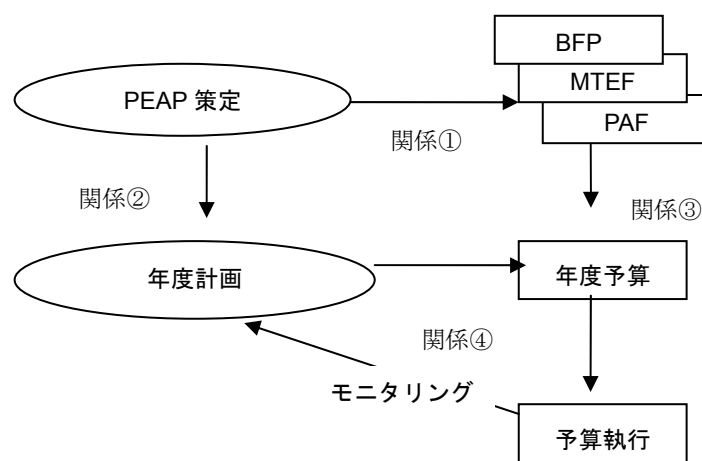 BFP
MTEF
PAF
PEAP 策定
関係①
関係②
関係③
年度計画
年度予算
関係④
モニタリング
予算執行